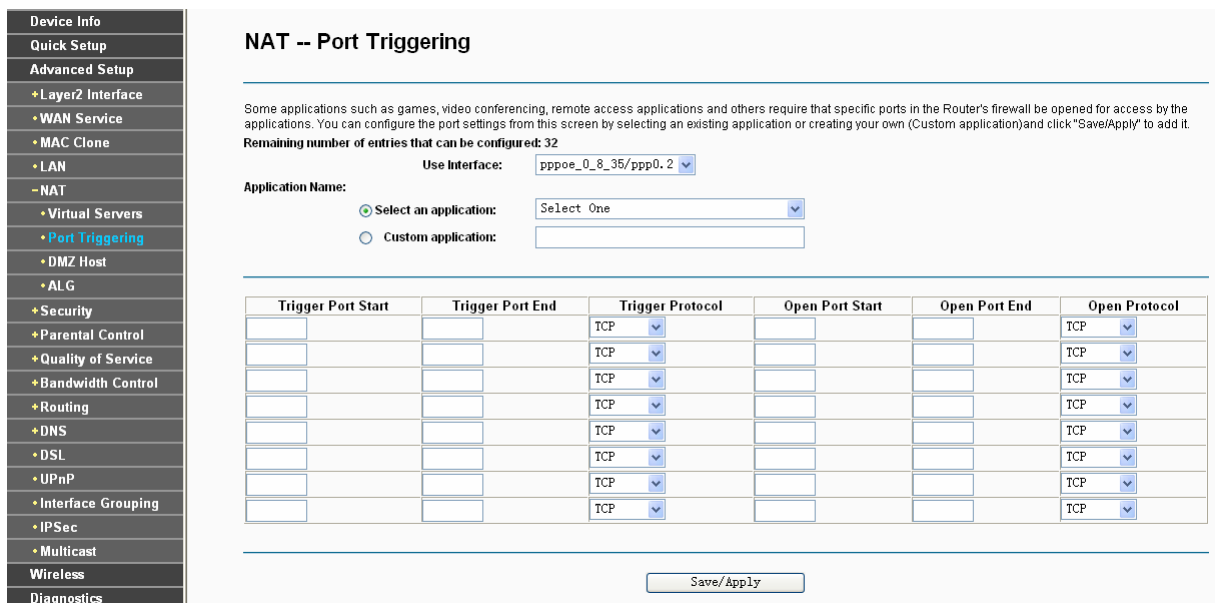 Device Info
Quick Setup
Advanced Setup
+Layer2 Interface
•WAN Service
•MAC Clone
•LAN
-NAT
•Virtual Servers
•Port Triggering
•DMZ Host
•ALG
+Security
+Parental Control
+Quality of Service
+Bandwidth Control
+Routing
+DNS
•DSL
•UPnP
•Interface Grouping
•IPSec
•Multicast
Wireless
Diagnostics
NAT -- Port Triggering
Some applications such as games, video conferencing, remote access applications and others require that specific ports in the Router's firewall be opened for access by the
applications. You can configure the port settings from this screen by selecting an existing application or creating your own (Custom application)and click "Save/Apply" to add it.
Remaining number of entries that can be configured: 32
Use Interface: pppoe_0_8_35/ppp0.2
Application Name:
Select an application: Select One
Custom application:
Trigger Port Start Trigger Port End Trigger Protocol Open Port Start Open Port End Open Protocol
TCP TCP
TCP TCP
TCP TCP
TCP TCP
TCP TCP
TCP TCP
TCP TCP
TCP TCP
Save/Apply